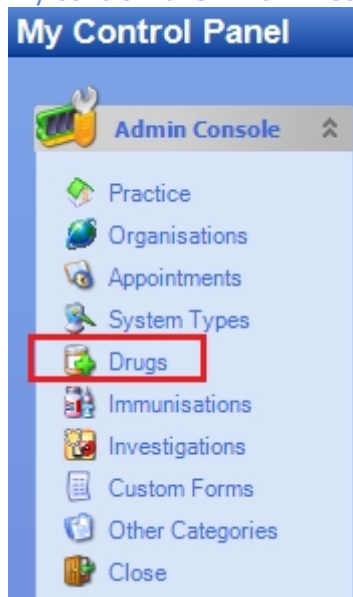 My Control Panel
Admin Console
Practice
Organisations
Appointments
System Types
Drugs
Immunisations
Investigations
Custom Forms
Other Categories
Close